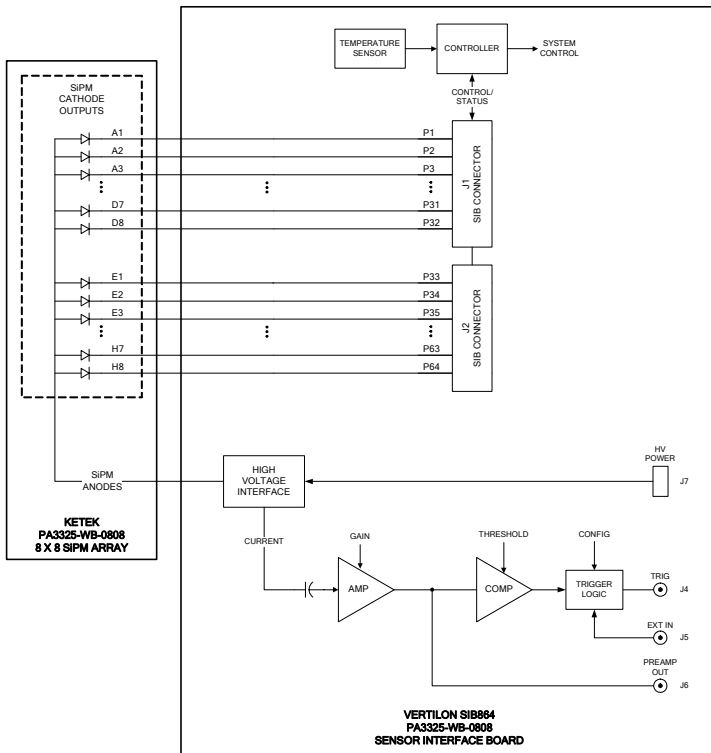 TEMPERATURE
SENSOR
CONTROLLER
SYSTEM
CONTROL
CONTROL/
STATUS
SiPM
CATHODE
OUTPUTS
A1
P1
A2
P2
A3
P3
D7
P31
D8
P32
J1
SIB CONNECTOR
E1
P33
E2
P34
E3
P35
H7
P63
H8
P64
J2
SIB CONNECTOR
SiPM
ANODES
HIGH
VOLTAGE
INTERFACE
HV
POWER
J7
KETEK
PA3325-WB-0808
8 X 8 SIPM ARRAY
CURRENT
GAIN
AMP
THRESHOLD
COMP
CONFIG
TRIGGER
LOGIC
TRIG
J4
EXT IN
J5
PREAMP
OUT
J6
VERTILON SIB864
PA3325-WB-0808
SENSOR INTERFACE BOARD